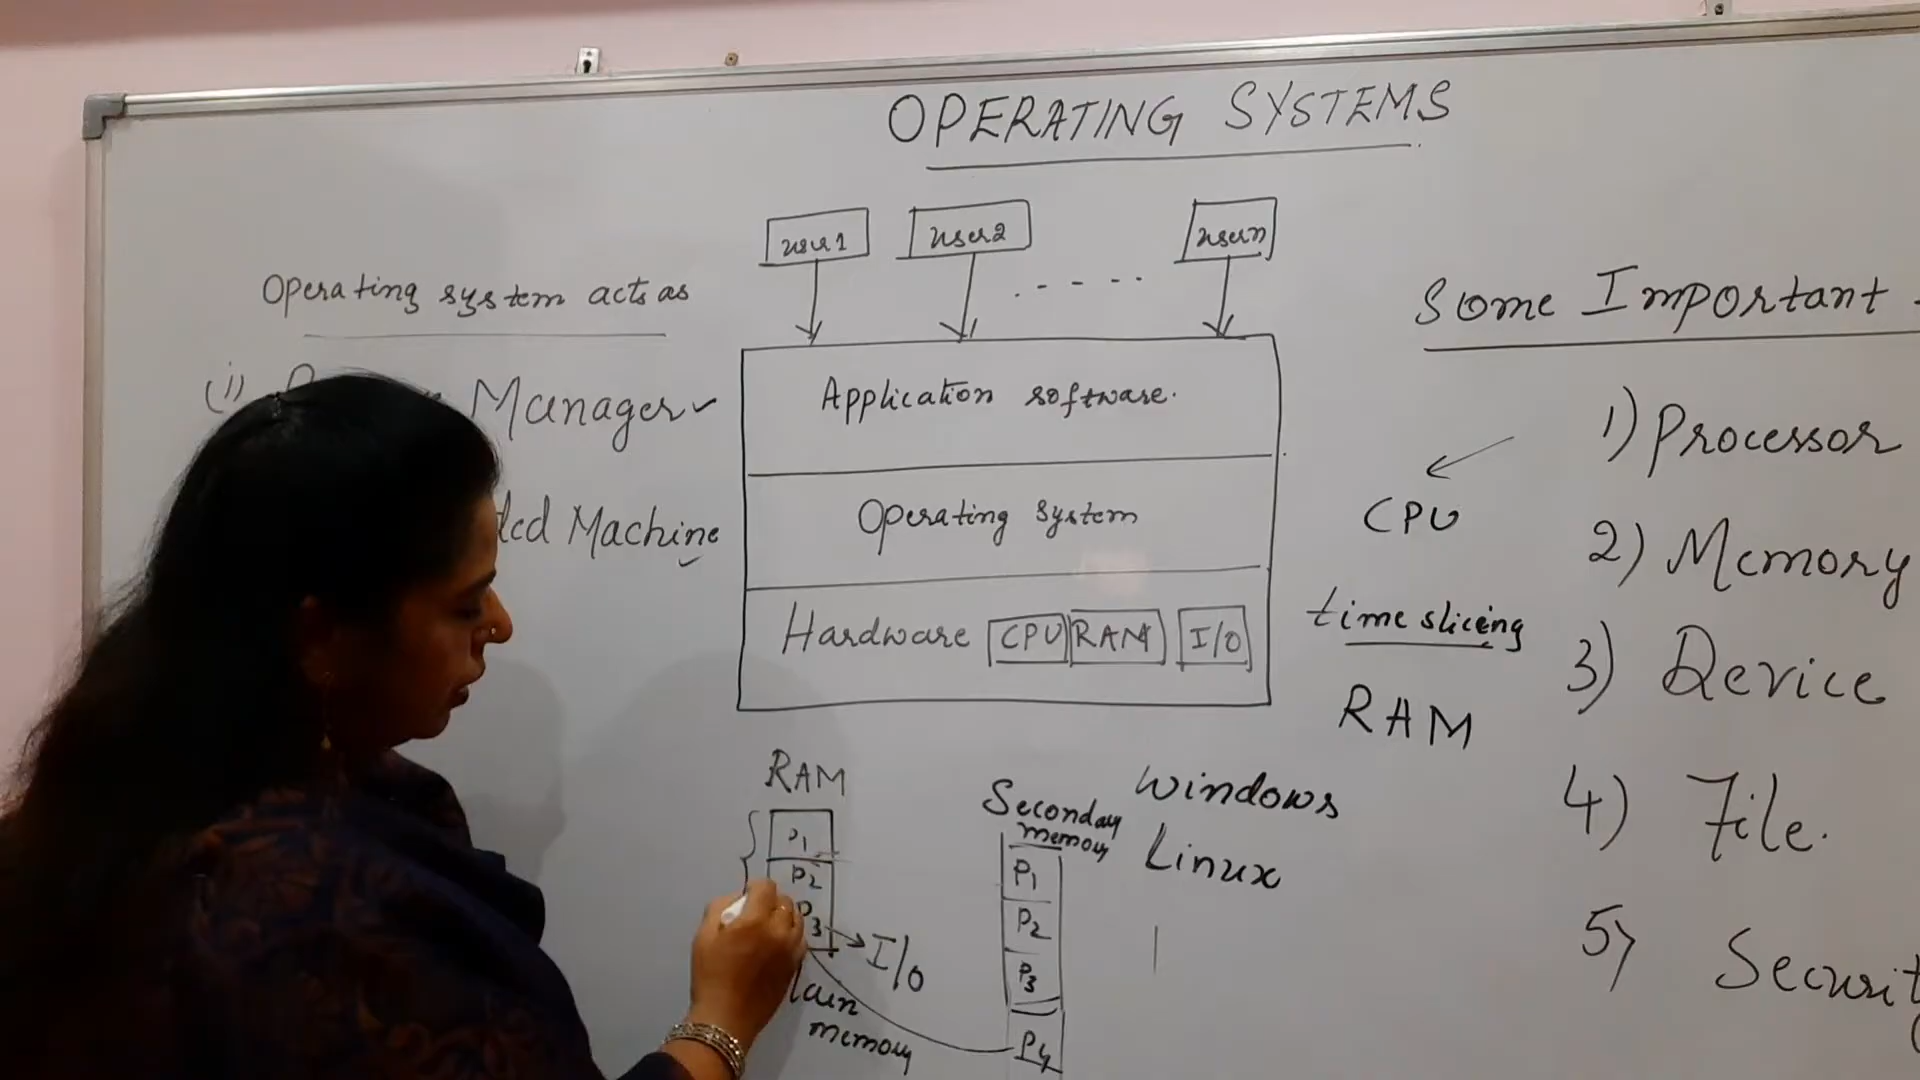 OPERATING SYSTEMS
user1
user2
usern
Operating system acts as
(i) Manager
Machine
Application software.
Operating system
Hardware CPU RAM I/O
RAM
P1
P2
P3
I/O
memory
Secondary
memory
P1
P2
P3
P4
Windows
Linux
Some Important
1) Processor
CPU
2) Memory
time slicing
3) Device
RAM
4) File.
5)